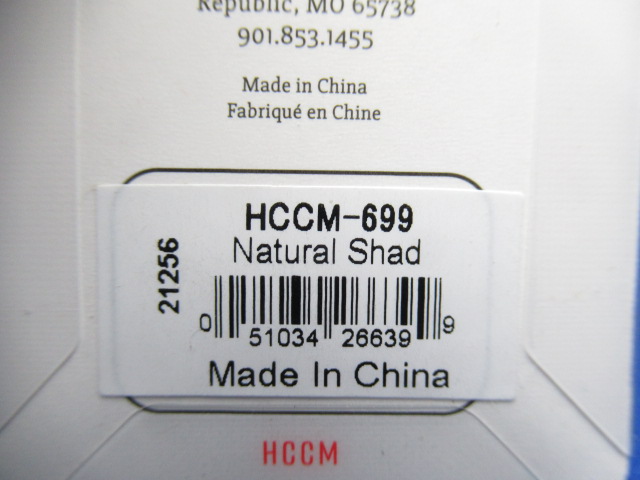 Republic, MO 65738
901.853.1455
Made in China
Fabriqué en Chine
HCCM-699
Natural Shad
21256
0 51034 26639 9
Made In China
HCCM